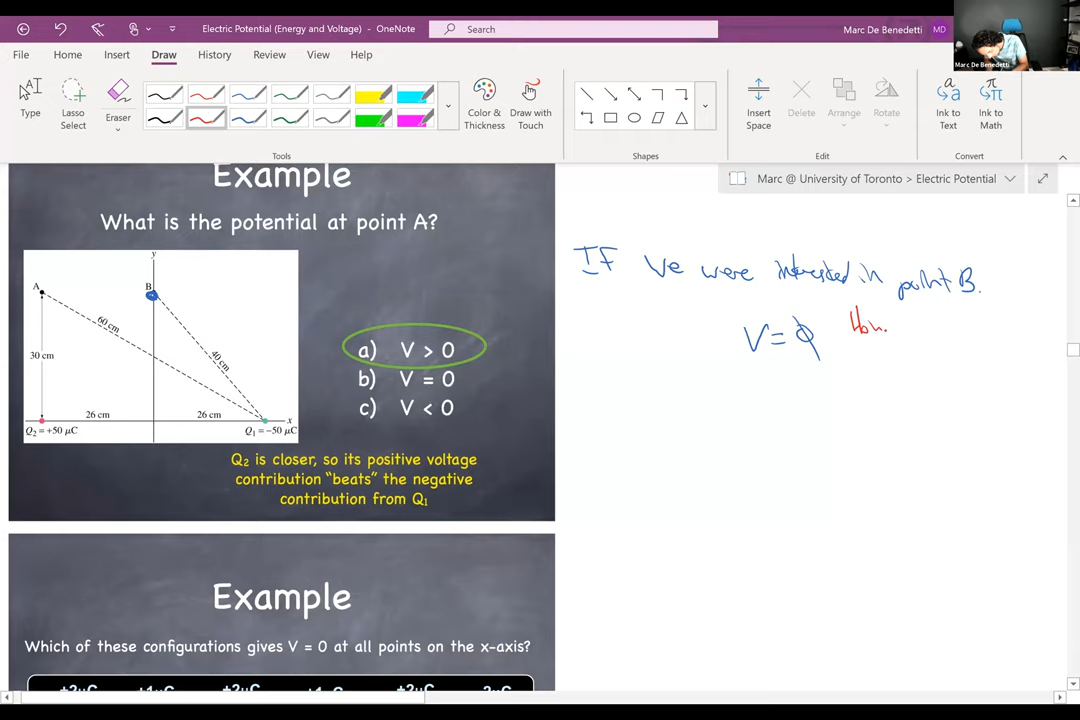 Electric Potential (Energy and Voltage) - OneNote
Search
Marc De Benedetti
MD
Marc De Benedetti
File Home Insert Draw History Review View Help
Type
Lasso Select
Eraser
Color & Thickness
Draw with Touch
Insert Space
Delete
Arrange
Rotate
Ink to Text
Ink to Math
Tools
Shapes
Edit
Convert
Marc @ University of Toronto > Electric Potential
Example
What is the potential at point A?
y
A
B
60 cm
40 cm
30 cm
26 cm
26 cm
x
Q₂ = +50 μC
Q₁ = −50 μC
a) V > 0
b) V = 0
c) V < 0
Q₂ is closer, so its positive voltage
contribution “beats” the negative
contribution from Q₁
IF We were interested in point B.
V = ϕ
Example
Which of these configurations gives V = 0 at all points on the x-axis?